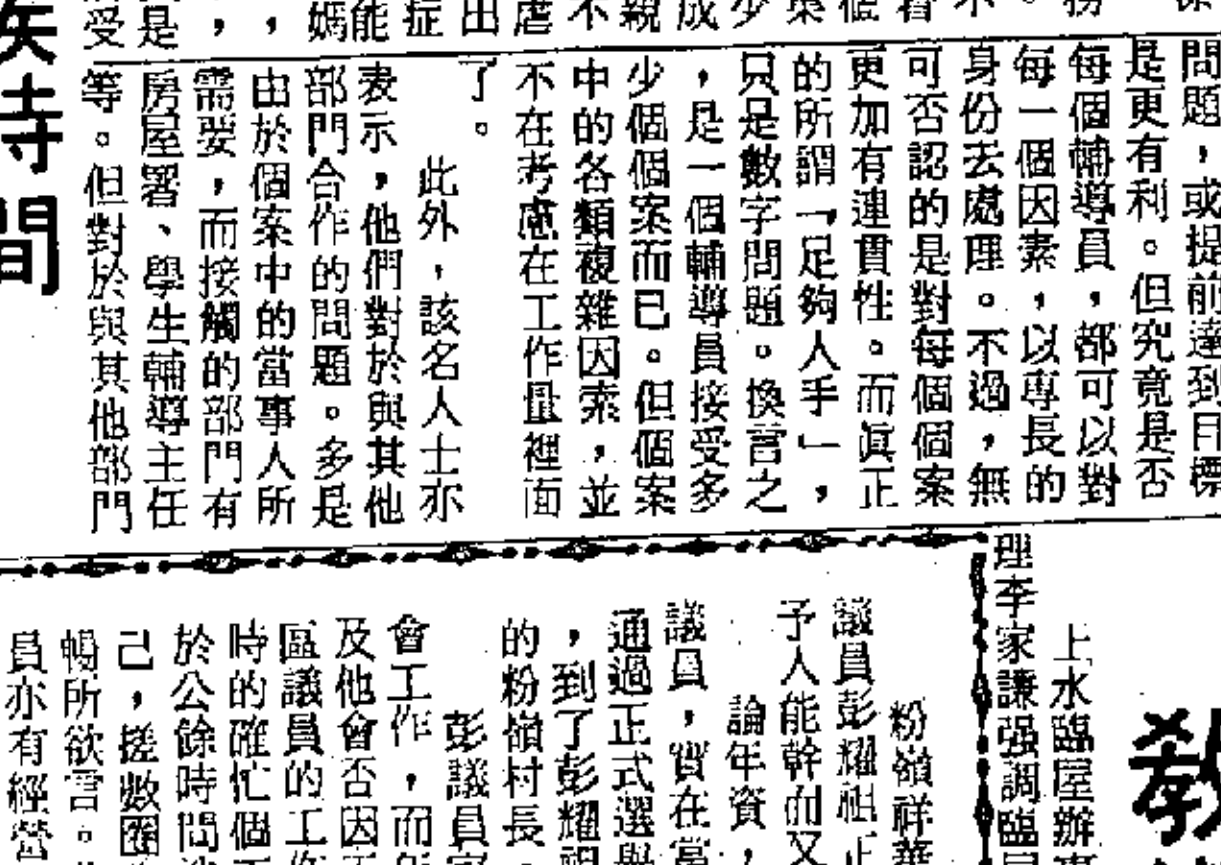 問題，或提前達到目標
是更有利。但究竟是否
每個輔導員，都可以對
每一個因素，以專長的
身份去處理。不過，無
可否認的是對每個個案
更加有連貫性。而眞正
的所謂「足夠人手」，
只是數字問題。換言之
，是一個輔導員接受多
少個個案而已。但個案
中的各類複雜因索，並
不在考慮在工作量裡面
了。
此外，該名人士亦
表示，他們對於與其他
部門合作的問題。多是
由於個案中的當事人所
需要，而接觸的部門有
房屋署、學生輔導主任
等。但對於與其他部門
上水臨屋辦
理李家謙强調臨
粉嶺祥華
議員彭耀祖正
予人能幹而又
論年資，
議員，實在當
通過正式選舉
，到了彭耀祖
的粉嶺村長
彭議員家
會工作，而
及他會否因
區議員的工作
時的確忙個不
於公餘時間
己，搓數圈
暢所欲言。
員亦有經營